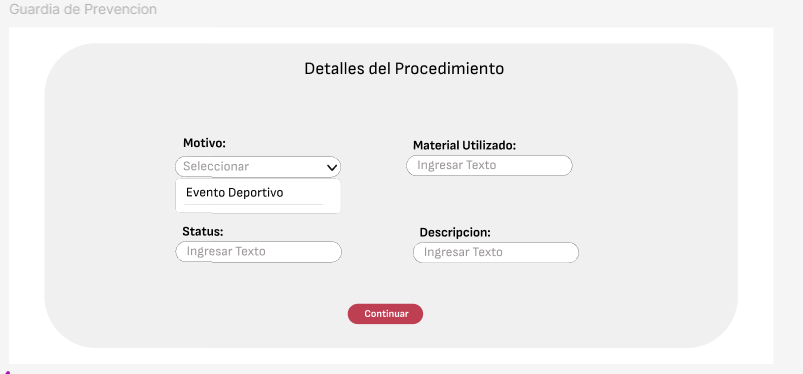 Guardia de Prevencion
Detalles del Procedimiento
Motivo:
Seleccionar
Evento Deportivo
Material Utilizado:
Ingresar Texto
Status:
Ingresar Texto
Descripcion:
Ingresar Texto
Continuar